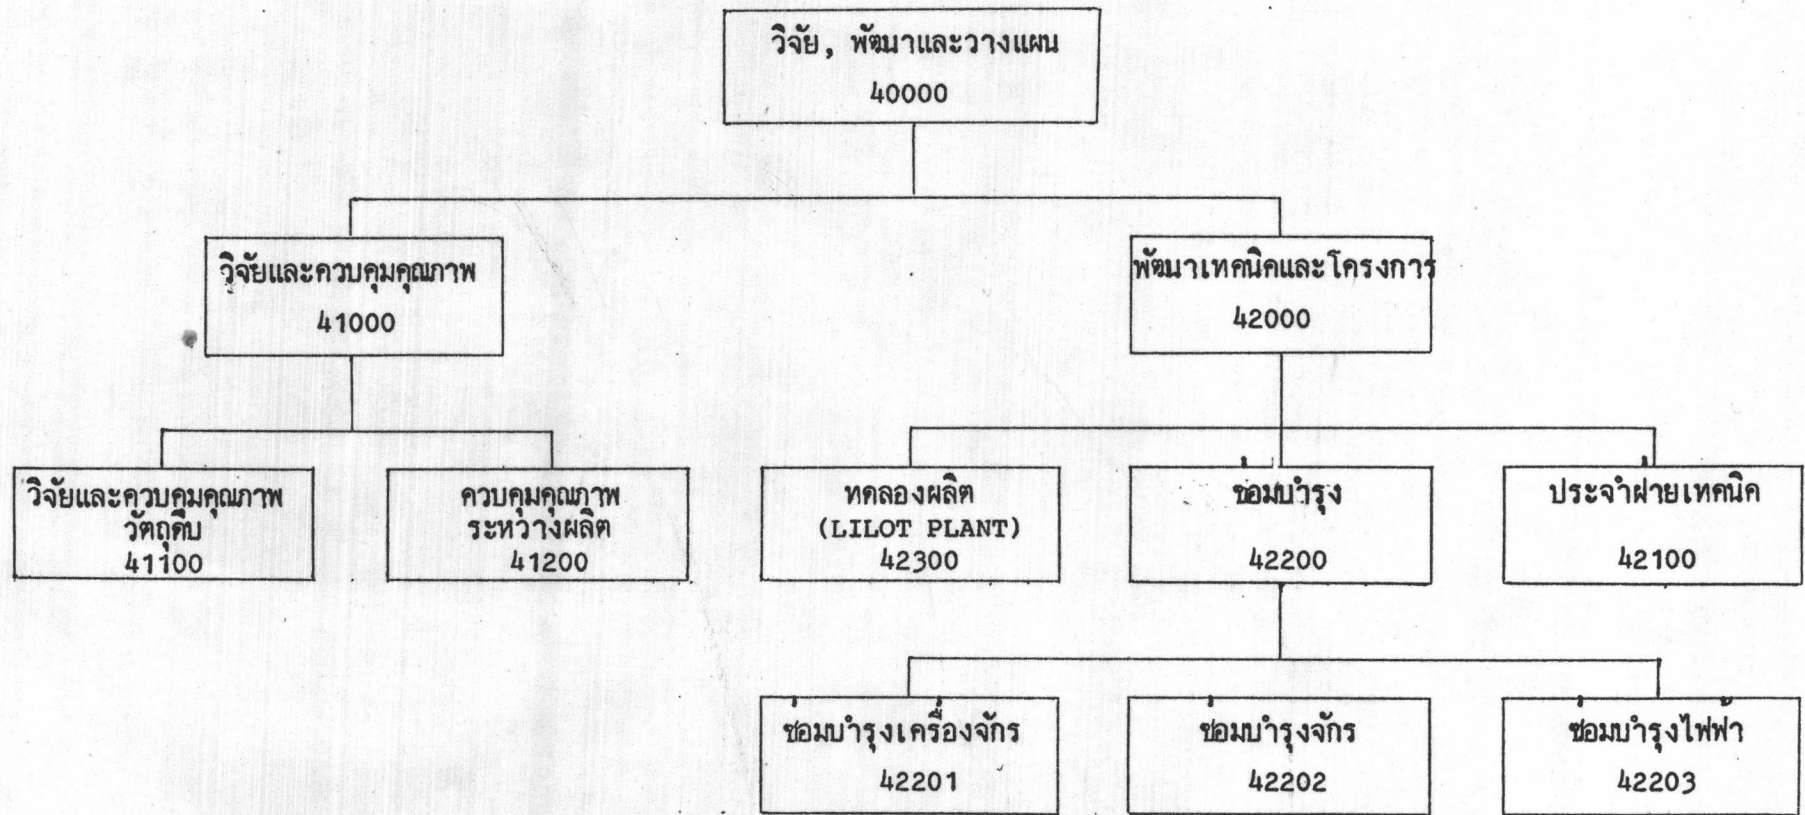 วิจัย, พัฒนาและวางแผน
40000
วิจัยและควบคุมคุณภาพ
41000
พัฒนาเทคนิคและโครงการ
42000
วิจัยและควบคุมคุณภาพ
วัตถุดิบ
41100
ควบคุมคุณภาพ
ระหว่างผลิต
41200
ทดลองผลิต
(LILOT PLANT)
42300
ซ่อมบำรุง
42200
ประจำฝ่ายเทคนิค
42100
ซ่อมบำรุงเครื่องจักร
42201
ซ่อมบำรุงจักร
42202
ซ่อมบำรุงไฟฟ้า
42203